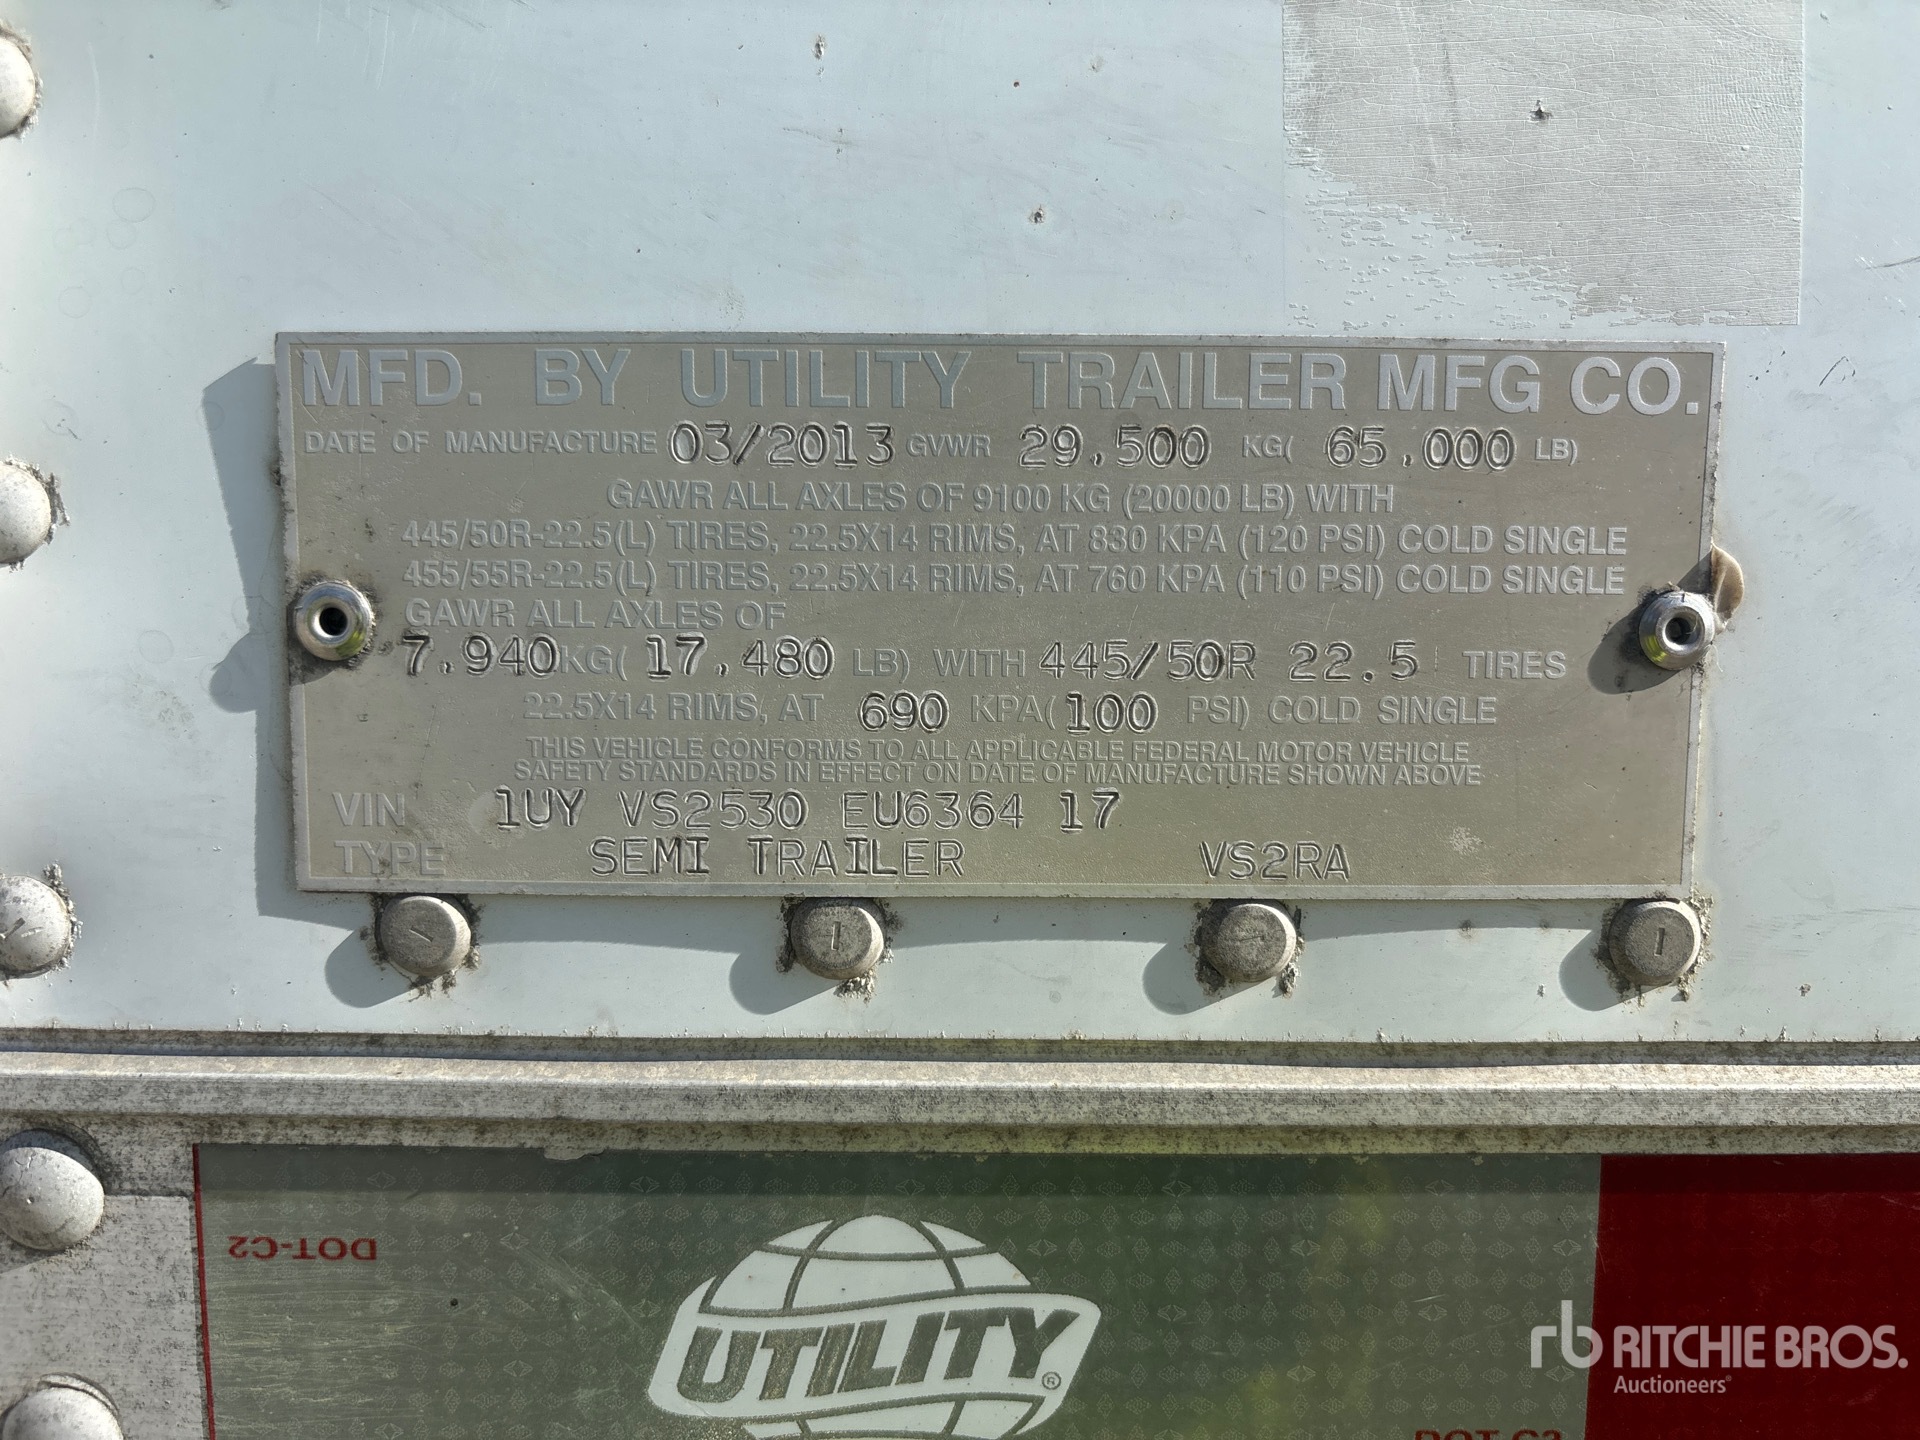 MFD. BY UTILITY TRAILER MFG CO.
DATE OF MANUFACTURE 03/2013 GVWR 29,500 KG( 65,000 LB)
GAWR ALL AXLES OF 9100 KG (20000 LB) WITH
445/50R-22.5(L) TIRES, 22.5X14 RIMS, AT 830 KPA (120 PSI) COLD SINGLE
455/55R-22.5(L) TIRES, 22.5X14 RIMS, AT 760 KPA (110 PSI) COLD SINGLE
GAWR ALL AXLES OF
7,940 KG( 17,480 LB) WITH 445/50R 22.5 TIRES
22.5X14 RIMS, AT 690 KPA( 100 PSI) COLD SINGLE
THIS VEHICLE CONFORMS TO ALL APPLICABLE FEDERAL MOTOR VEHICLE
SAFETY STANDARDS IN EFFECT ON DATE OF MANUFACTURE SHOWN ABOVE
VIN 1UY VS2530 EU6364 17
TYPE SEMI TRAILER VS2RA
DOT-C2
UTILITY ®
rb RITCHIE BROS.
Auctioneers®
DOT-C2